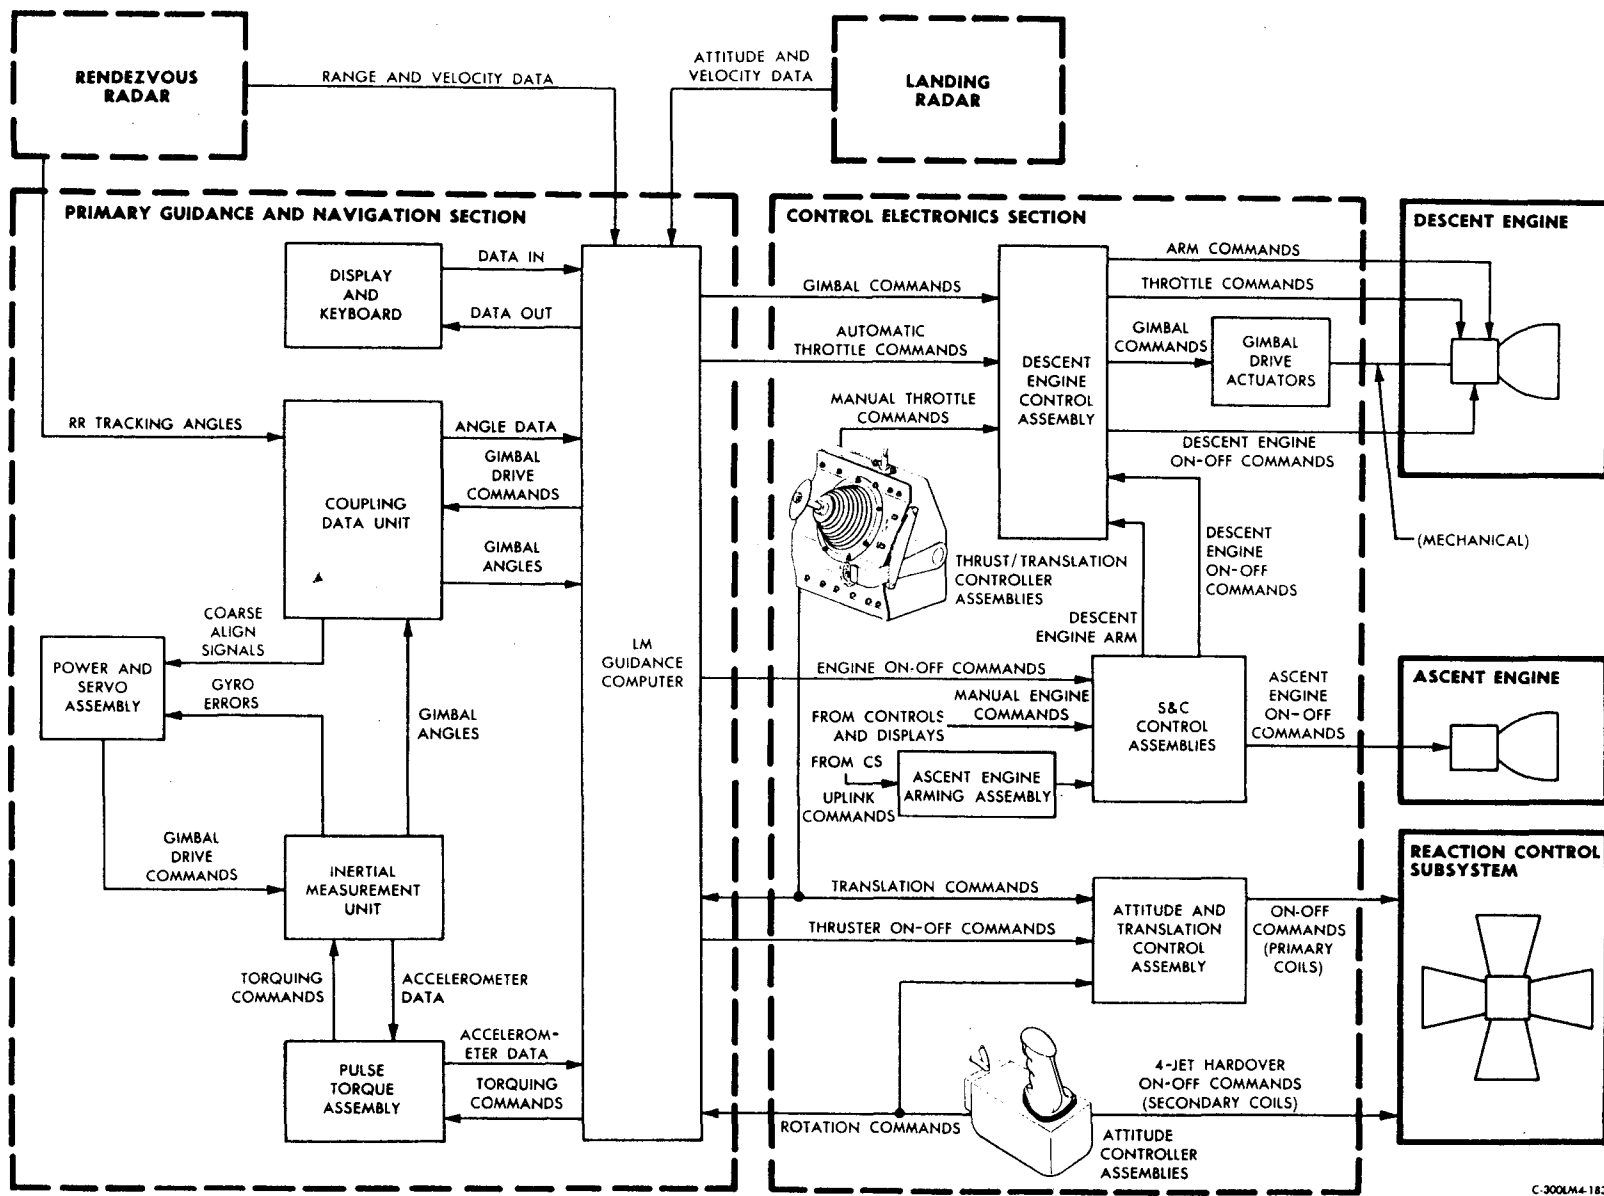 RENDEZVOUS
RADAR
RANGE AND VELOCITY DATA
ATTITUDE AND
VELOCITY DATA
LANDING
RADAR
PRIMARY GUIDANCE AND NAVIGATION SECTION
DISPLAY
AND
KEYBOARD
DATA IN
DATA OUT
RR TRACKING ANGLES
COUPLING
DATA UNIT
ANGLE DATA
GIMBAL
DRIVE
COMMANDS
GIMBAL
ANGLES
COARSE
ALIGN
SIGNALS
POWER AND
SERVO
ASSEMBLY
GYRO
ERRORS
GIMBAL
ANGLES
GIMBAL
DRIVE
COMMANDS
INERTIAL
MEASUREMENT
UNIT
TORQUING
COMMANDS
ACCELEROMETER
DATA
PULSE
TORQUE
ASSEMBLY
ACCELEROM-
ETER DATA
TORQUING
COMMANDS
LM
GUIDANCE
COMPUTER
CONTROL ELECTRONICS SECTION
GIMBAL COMMANDS
AUTOMATIC
THROTTLE COMMANDS
MANUAL THROTTLE
COMMANDS
DESCENT
ENGINE
CONTROL
ASSEMBLY
ARM COMMANDS
THROTTLE COMMANDS
GIMBAL
COMMANDS
GIMBAL
DRIVE
ACTUATORS
DESCENT ENGINE
ON-OFF COMMANDS
THRUST/TRANSLATION
CONTROLLER
ASSEMBLIES
DESCENT
ENGINE
ON-OFF
COMMANDS
DESCENT
ENGINE ARM
ENGINE ON-OFF COMMANDS
MANUAL ENGINE
COMMANDS
FROM CONTROLS
AND DISPLAYS
FROM CS
UPLINK
COMMANDS
ASCENT ENGINE
ARMING ASSEMBLY
S&C
CONTROL
ASSEMBLIES
ASCENT
ENGINE
ON-OFF
COMMANDS
TRANSLATION COMMANDS
THRUSTER ON-OFF COMMANDS
ATTITUDE AND
TRANSLATION
CONTROL
ASSEMBLY
ON-OFF
COMMANDS
(PRIMARY
COILS)
4-JET HARDOVER
ON-OFF COMMANDS
(SECONDARY COILS)
ROTATION COMMANDS
ATTITUDE
CONTROLLER
ASSEMBLIES
DESCENT ENGINE
(MECHANICAL)
ASCENT ENGINE
REACTION CONTROL
SUBSYSTEM
C-300LM4-183